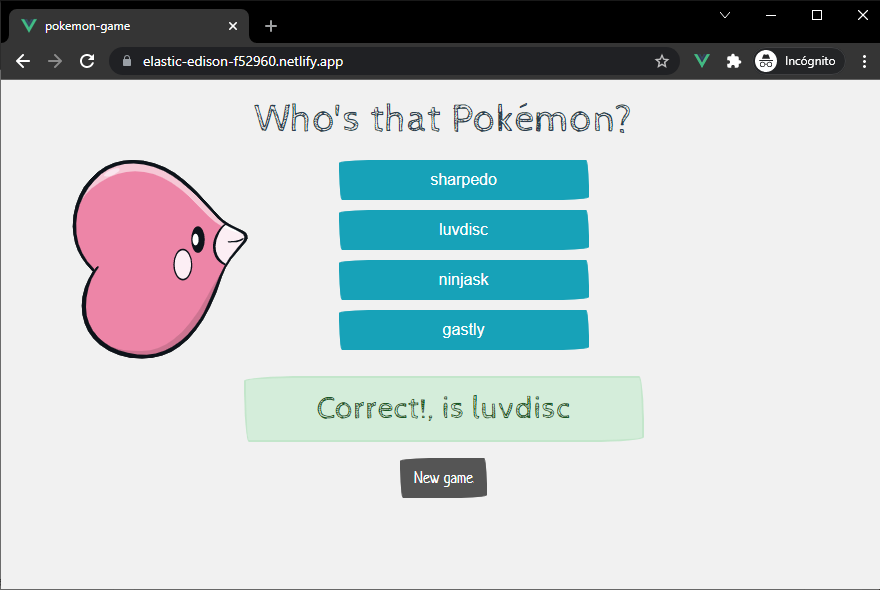 pokemon-game
elastic-edison-f52960.netlify.app
Incógnito
Who's that Pokémon?
sharpedo
luvdisc
ninjask
gastly
Correct!, is luvdisc
New game